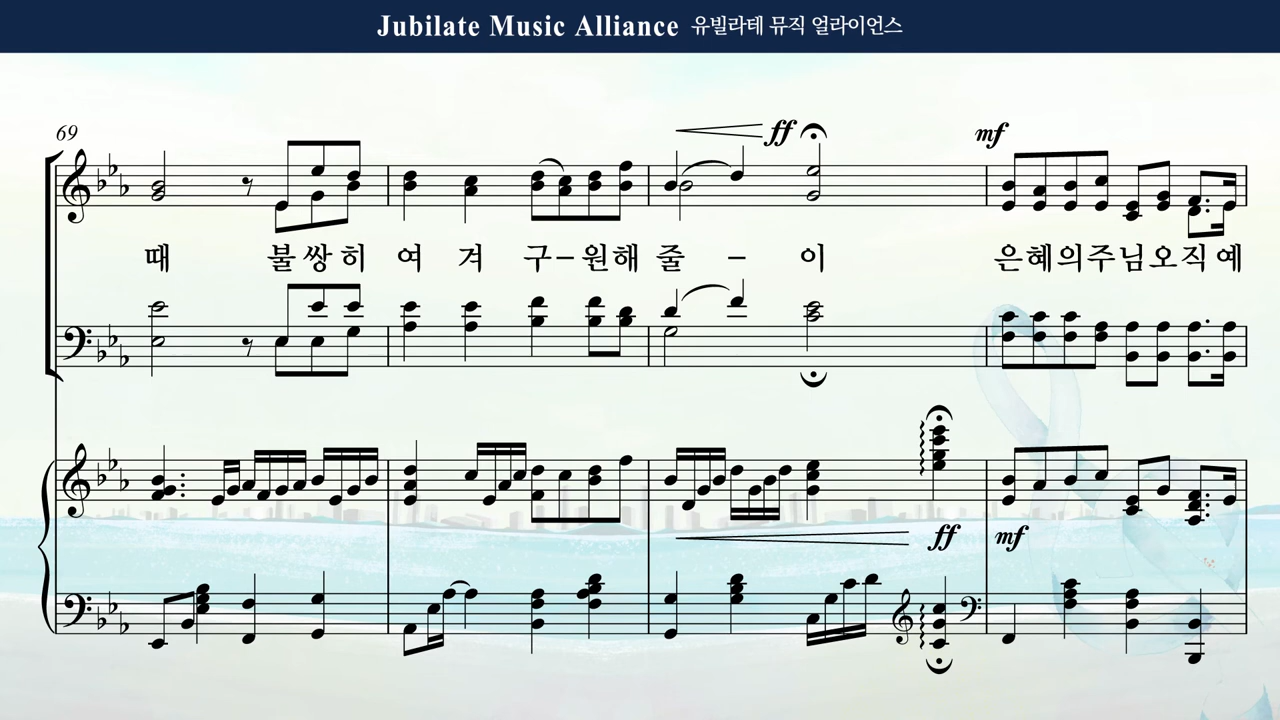 Jubilate Music Alliance 유빌라테 뮤직 얼라이언스
69
ff
mf
때 불 쌍 히 여 겨 구 – 원 해 줄 – 이 은 혜 의 주 님 오 직 예
ff
mf